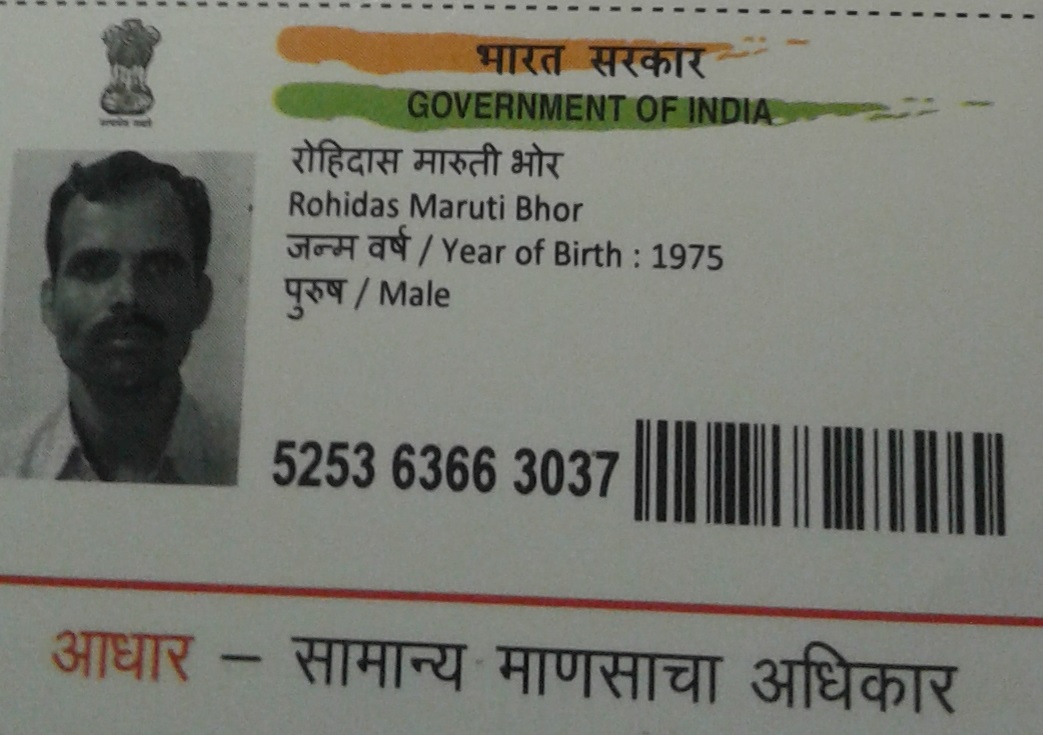 भारत सरकार
GOVERNMENT OF INDIA
रोहिदास मारुती भोर
Rohidas Maruti Bhor
जन्म वर्ष / Year of Birth : 1975
पुरुष / Male
5253 6366 3037
आधार – सामान्य माणसाचा अधिकार